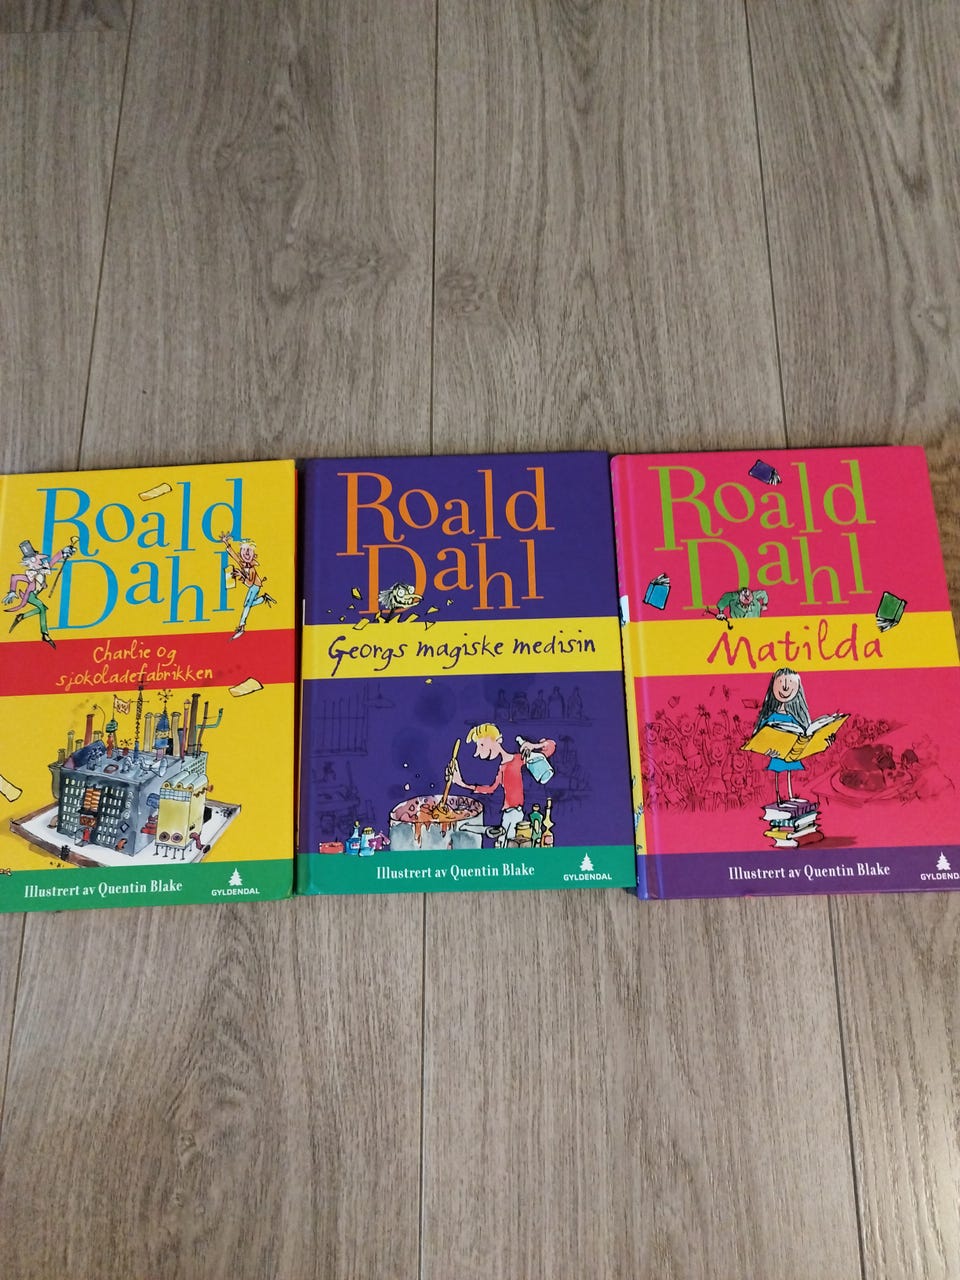 Roald
Dahl
Charlie og
sjokoladefabrikken
Illustrert av Quentin Blake
GYLDENDAL
Roald
Dahl
Georgs magiske medisin
Illustrert av Quentin Blake
GYLDENDAL
Roald
Dahl
Matilda
Illustrert av Quentin Blake
GYLDENDAL